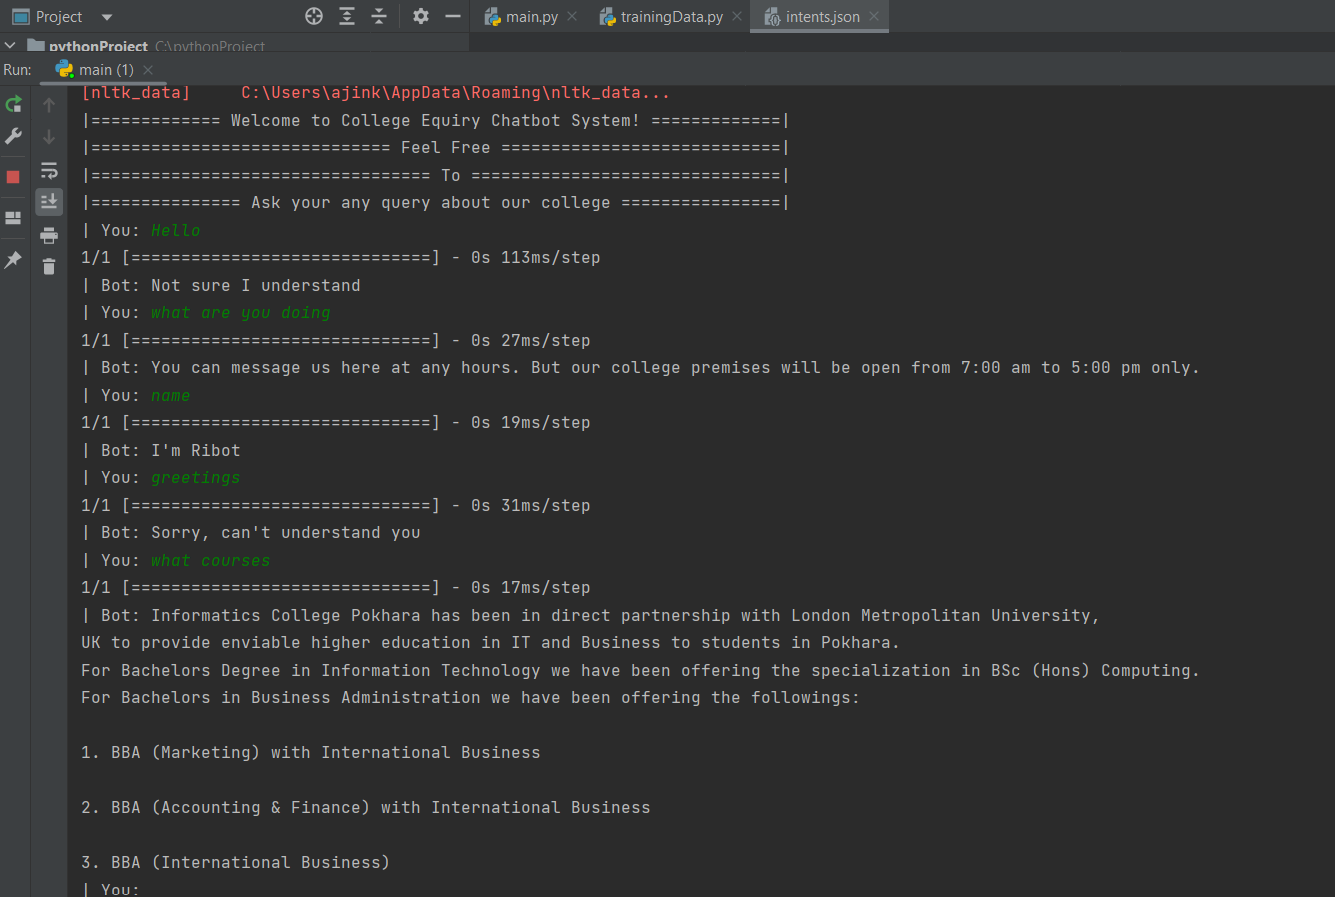 Project
main.py
trainingData.py
intents.json
pythonProject C:\pythonProject
Run: main (1)
[nltk_data]     C:\Users\ajink\AppData\Roaming\nltk_data...
|============= Welcome to College Equiry Chatbot System! =============|
|============================== Feel Free ============================|
|================================== To ===============================|
|=============== Ask your any query about our college ================|
| You: Hello
1/1 [==============================] - 0s 113ms/step
| Bot: Not sure I understand
| You: what are you doing
1/1 [==============================] - 0s 27ms/step
| Bot: You can message us here at any hours. But our college premises will be open from 7:00 am to 5:00 pm only.
| You: name
1/1 [==============================] - 0s 19ms/step
| Bot: I'm Ribot
| You: greetings
1/1 [==============================] - 0s 31ms/step
| Bot: Sorry, can't understand you
| You: what courses
1/1 [==============================] - 0s 17ms/step
| Bot: Informatics College Pokhara has been in direct partnership with London Metropolitan University,
UK to provide enviable higher education in IT and Business to students in Pokhara.
For Bachelors Degree in Information Technology we have been offering the specialization in BSc (Hons) Computing.
For Bachelors in Business Administration we have been offering the followings:
1. BBA (Marketing) with International Business
2. BBA (Accounting & Finance) with International Business
3. BBA (International Business)
| You: